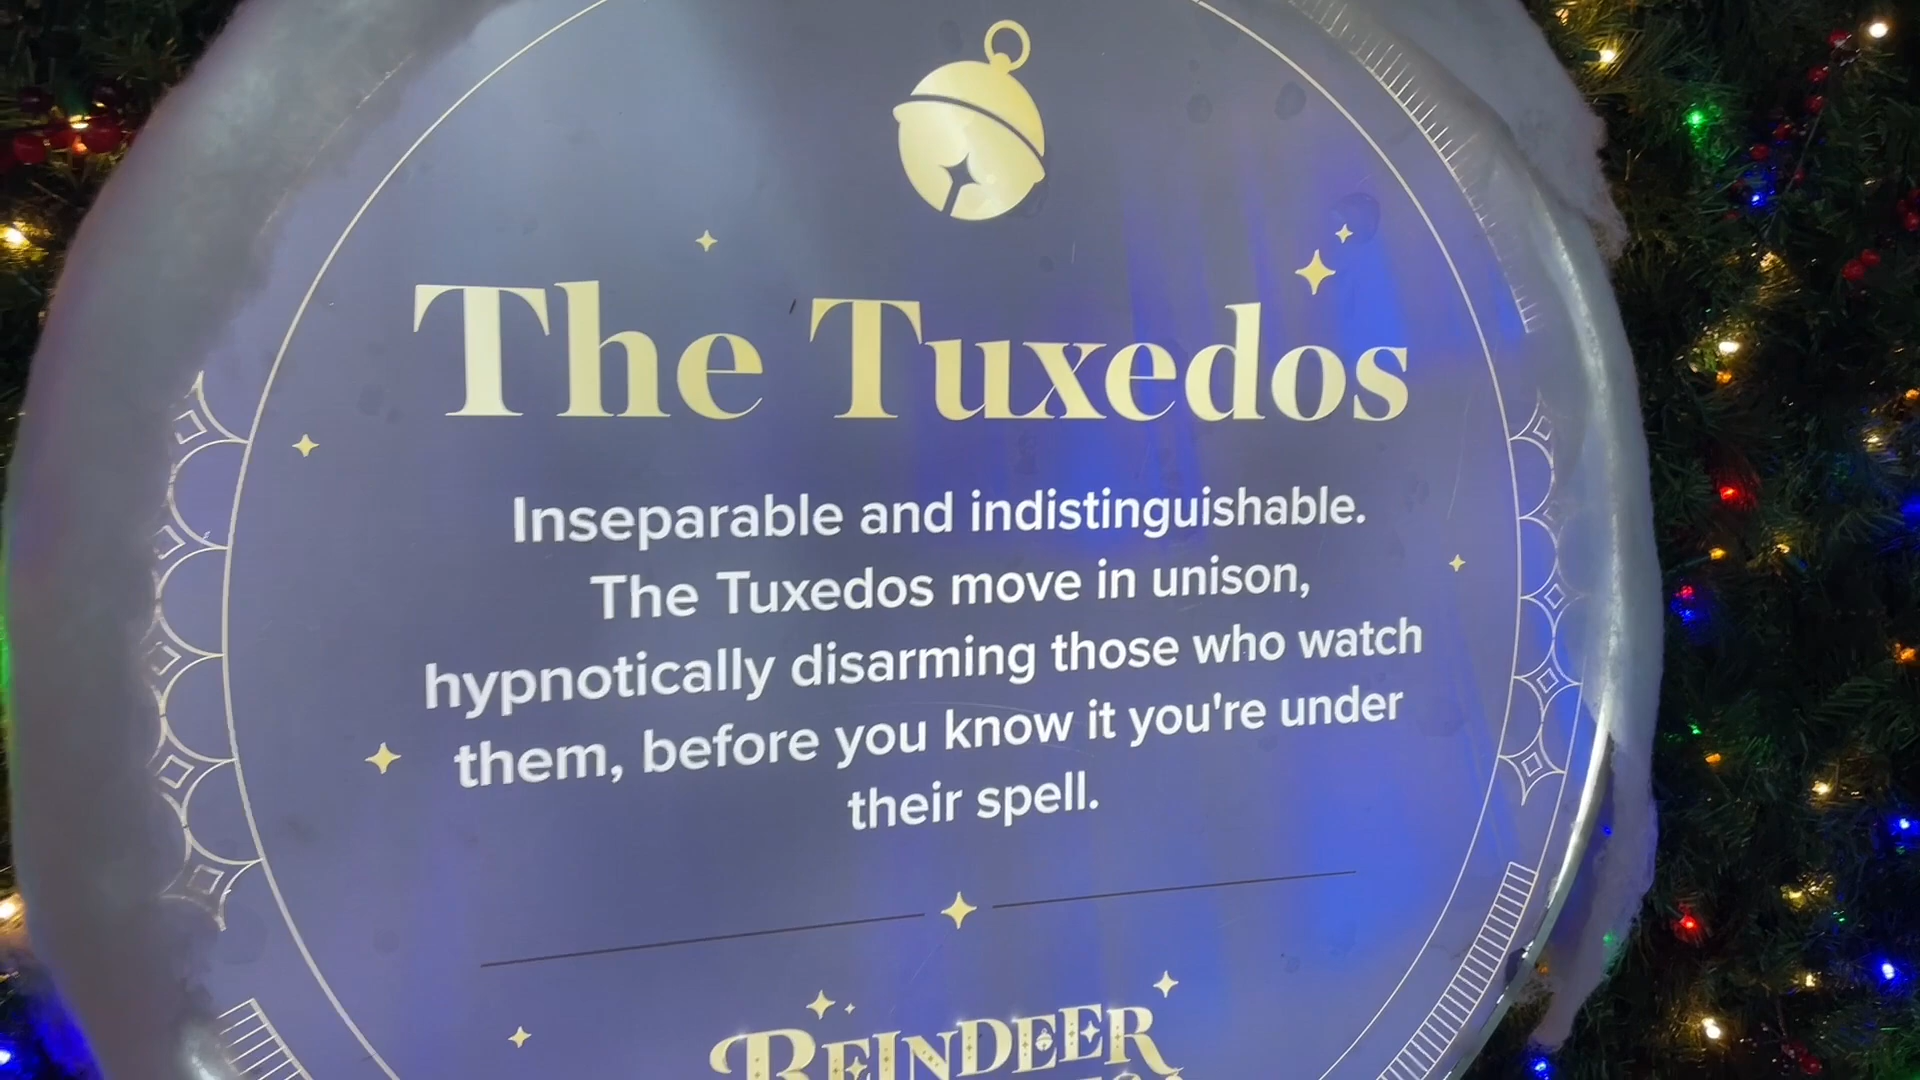 The Tuxedos
Inseparable and indistinguishable.
The Tuxedos move in unison,
hypnotically disarming those who watch
them, before you know it you're under
their spell.
REINDEER